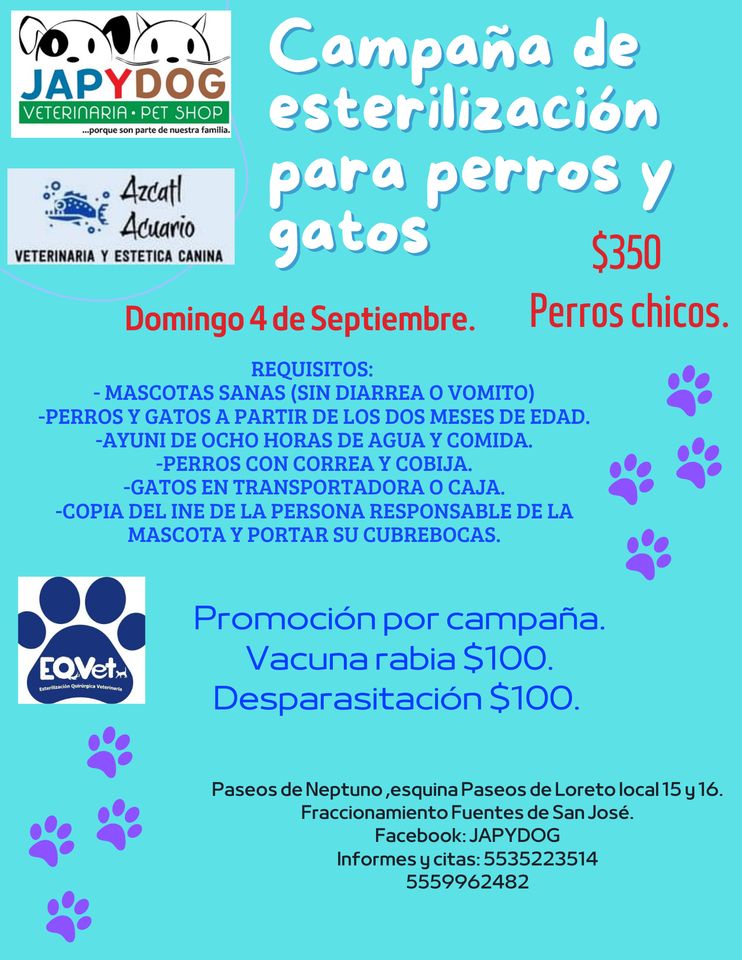 JAPYDOG
VETERINARIA • PET SHOP
...porque son parte de nuestra familia.
Azcatl
Acuario
VETERINARIA Y ESTETICA CANINA
Campaña de
esterilización
para perros y
gatos
$350
Perros chicos.
Domingo 4 de Septiembre.
REQUISITOS:
- MASCOTAS SANAS (SIN DIARREA O VOMITO)
-PERROS Y GATOS A PARTIR DE LOS DOS MESES DE EDAD.
-AYUNI DE OCHO HORAS DE AGUA Y COMIDA.
-PERROS CON CORREA Y COBIJA.
-GATOS EN TRANSPORTADORA O CAJA.
-COPIA DEL INE DE LA PERSONA RESPONSABLE DE LA
MASCOTA Y PORTAR SU CUBREBOCAS.
EQVet
Esterilización Quirúrgica Veterinaria
Promoción por campaña.
Vacuna rabia $100.
Desparasitación $100.
Paseos de Neptuno ,esquina Paseos de Loreto local 15 y 16.
Fraccionamiento Fuentes de San José.
Facebook: JAPYDOG
Informes y citas: 5535223514
5559962482